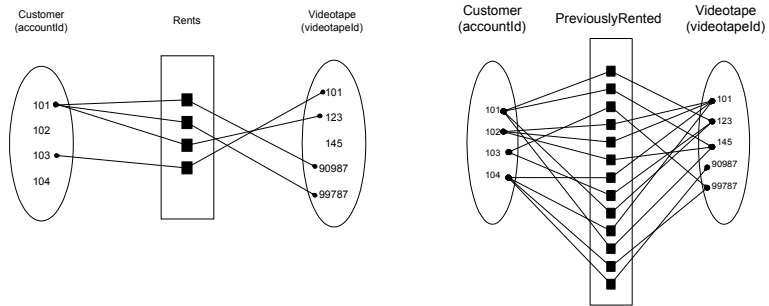 Customer
(accountId)
Rents
Videotape
(videotapeId)
101
102
103
104
101
123
145
90987
99787
Customer
(accountId)
PreviouslyRented
Videotape
(videotapeId)
101
102
103
104
101
123
145
90987
99787